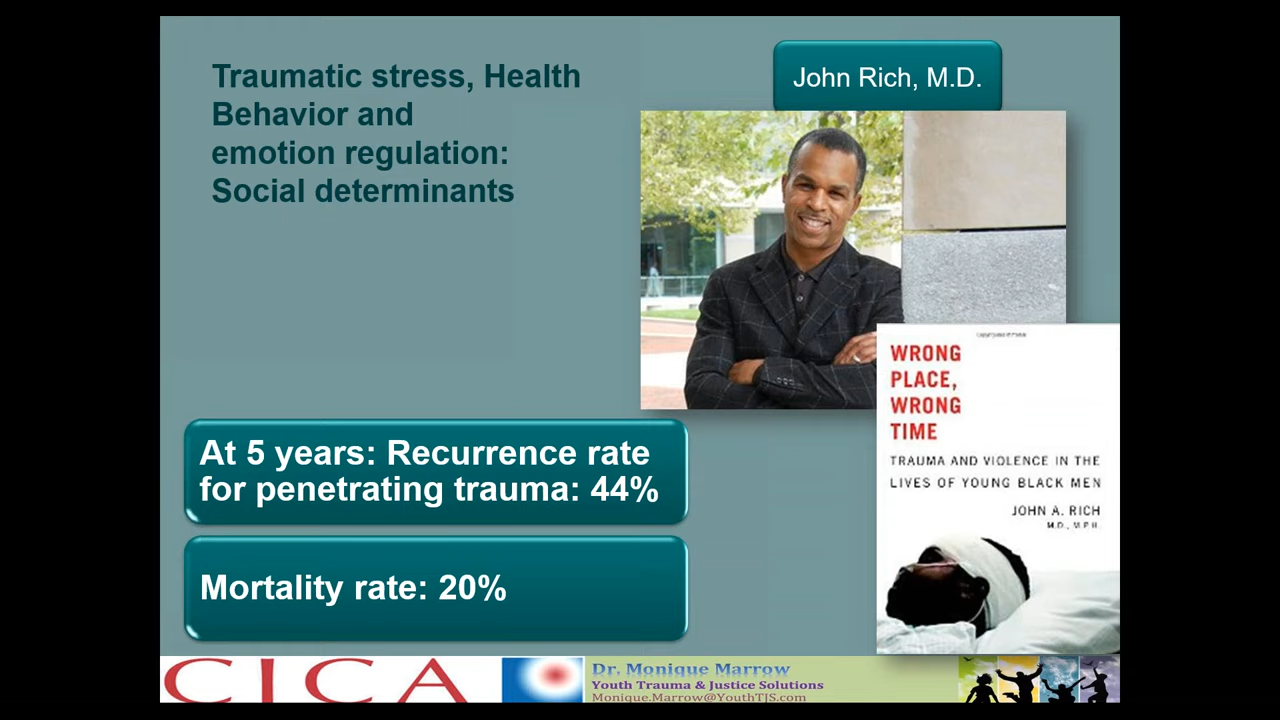 Traumatic stress, Health
Behavior and
emotion regulation:
Social determinants
John Rich, M.D.
WRONG
PLACE,
WRONG
TIME
TRAUMA AND VIOLENCE IN THE
LIVES OF YOUNG BLACK MEN
JOHN A. RICH
M.D., M.P.H.
At 5 years: Recurrence rate
for penetrating trauma: 44%
Mortality rate: 20%
CICA
Dr. Monique Marrow
Youth Trauma & Justice Solutions
Monique.Marrow@YouthTJS.com